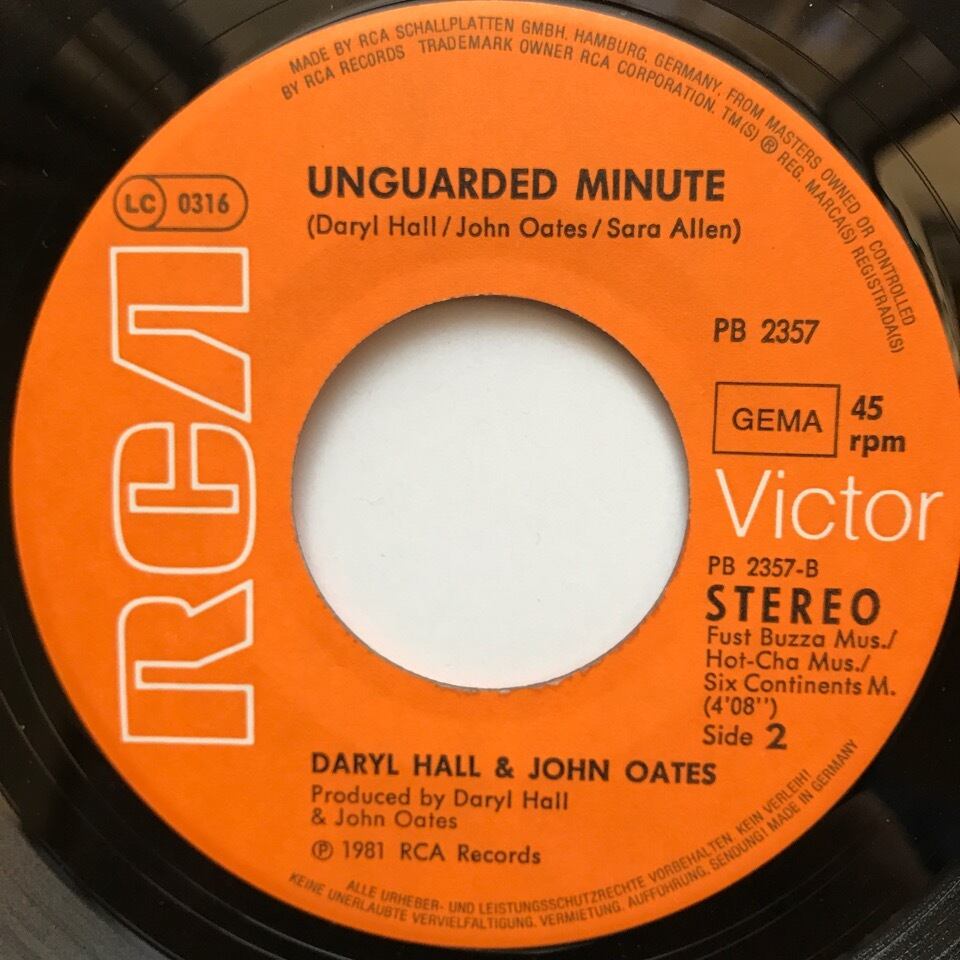 MADE BY RCA SCHALLPLATTEN GMBH. HAMBURG, GERMANY. FROM MASTERS OWNED OR CONTROLLED
BY RCA RECORDS TRADEMARK OWNER RCA CORPORATION. TM(S) ® REG. MARCA(S) REGISTRADA(S)
UNGUARDED MINUTE
(Daryl Hall/John Oates/Sara Allen)
LC 0316
RCA
PB 2357
GEMA
45
rpm
Victor
PB 2357-B
STEREO
Fust Buzza Mus./
Hot-Cha Mus./
Six Continents M.
(4'08")
Side 2
DARYL HALL & JOHN OATES
Produced by Daryl Hall
& John Oates
℗ 1981 RCA Records
ALLE URHEBER- UND LEISTUNGSSCHUTZRECHTE VORBEHALTEN. KEIN VERLEIH!
KEINE UNERLAUBTE VERVIELFÄLTIGUNG. VERMIETUNG. AUFFÜHRUNG, SENDUNG! MADE IN GERMANY